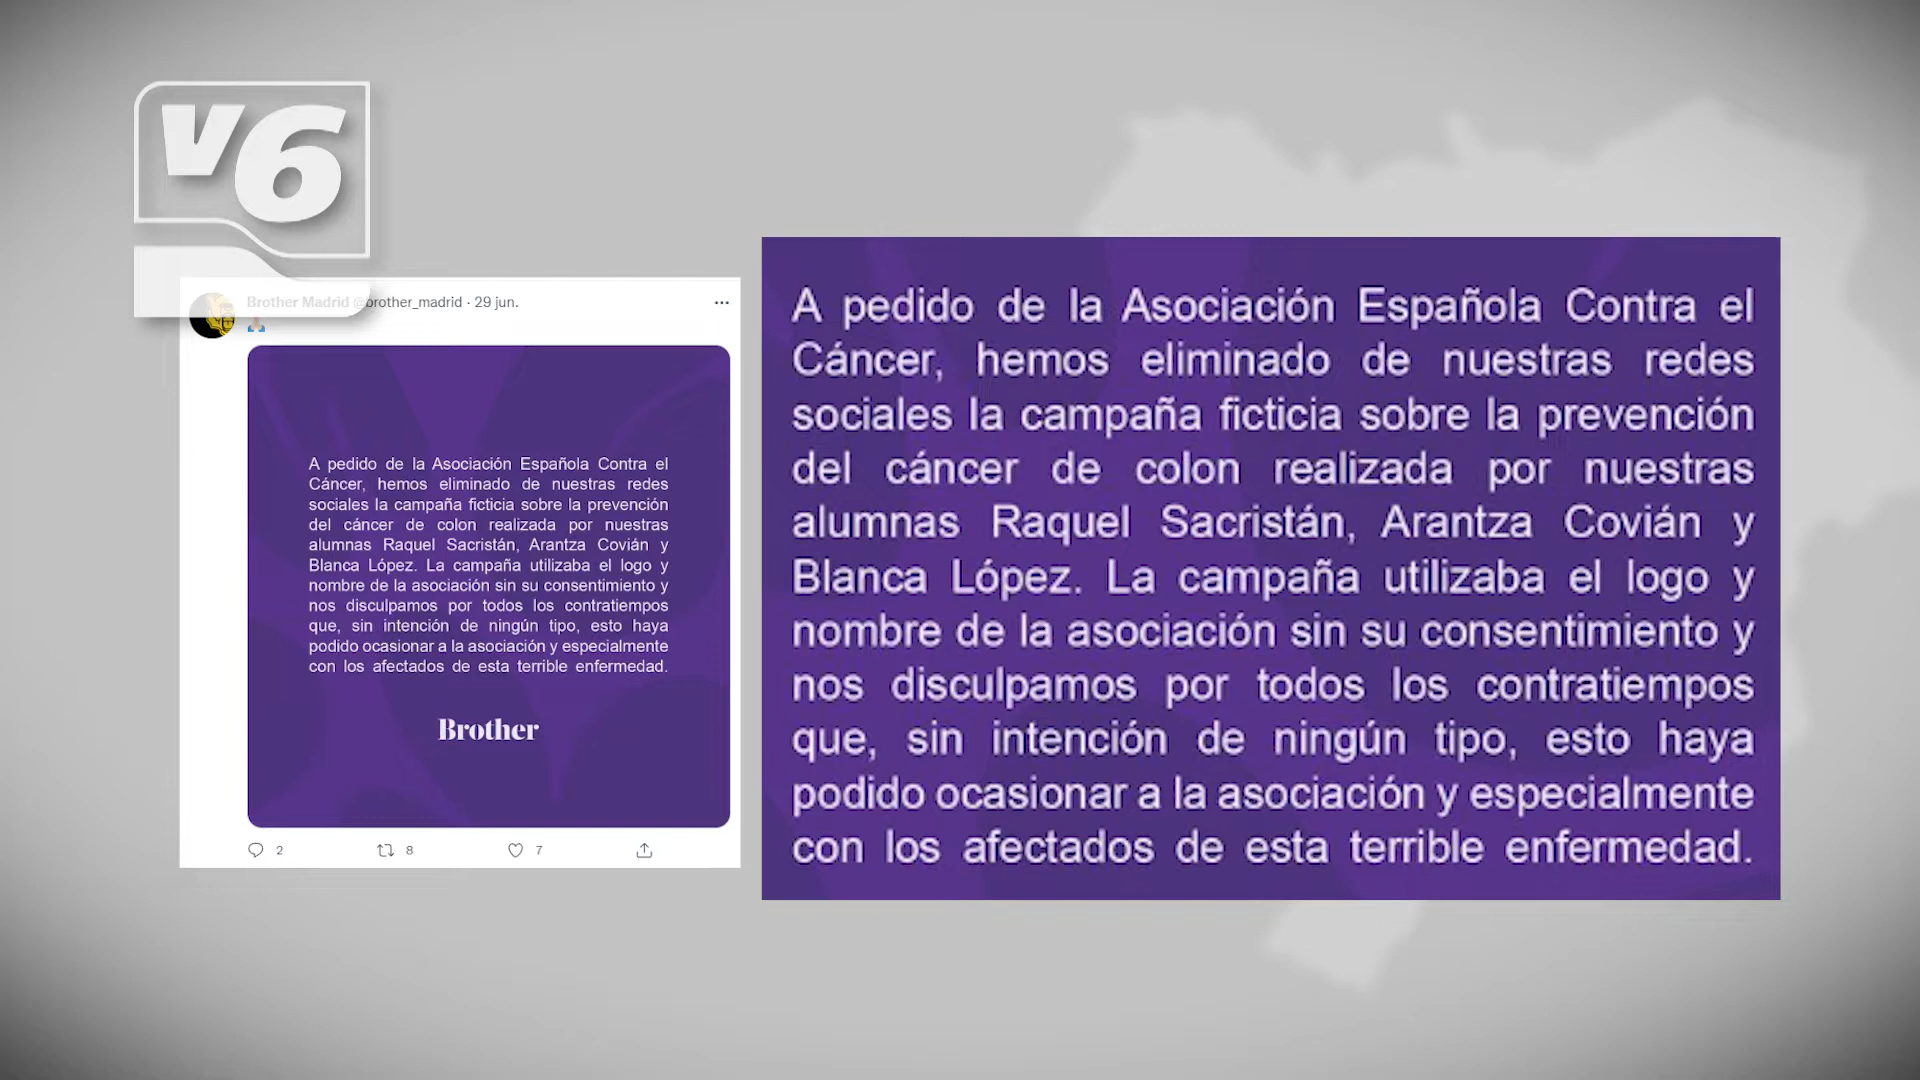 v6
Brother Madrid @brother_madrid · 29 jun.
A pedido de la Asociación Española Contra el
Cáncer, hemos eliminado de nuestras redes
sociales la campaña ficticia sobre la prevención
del cáncer de colon realizada por nuestras
alumnas Raquel Sacristán, Arantza Covián y
Blanca López. La campaña utilizaba el logo y
nombre de la asociación sin su consentimiento y
nos disculpamos por todos los contratiempos
que, sin intención de ningún tipo, esto haya
podido ocasionar a la asociación y especialmente
con los afectados de esta terrible enfermedad.
Brother
2 8 7
A pedido de la Asociación Española Contra el
Cáncer, hemos eliminado de nuestras redes
sociales la campaña ficticia sobre la prevención
del cáncer de colon realizada por nuestras
alumnas Raquel Sacristán, Arantza Covián y
Blanca López. La campaña utilizaba el logo y
nombre de la asociación sin su consentimiento y
nos disculpamos por todos los contratiempos
que, sin intención de ningún tipo, esto haya
podido ocasionar a la asociación y especialmente
con los afectados de esta terrible enfermedad.